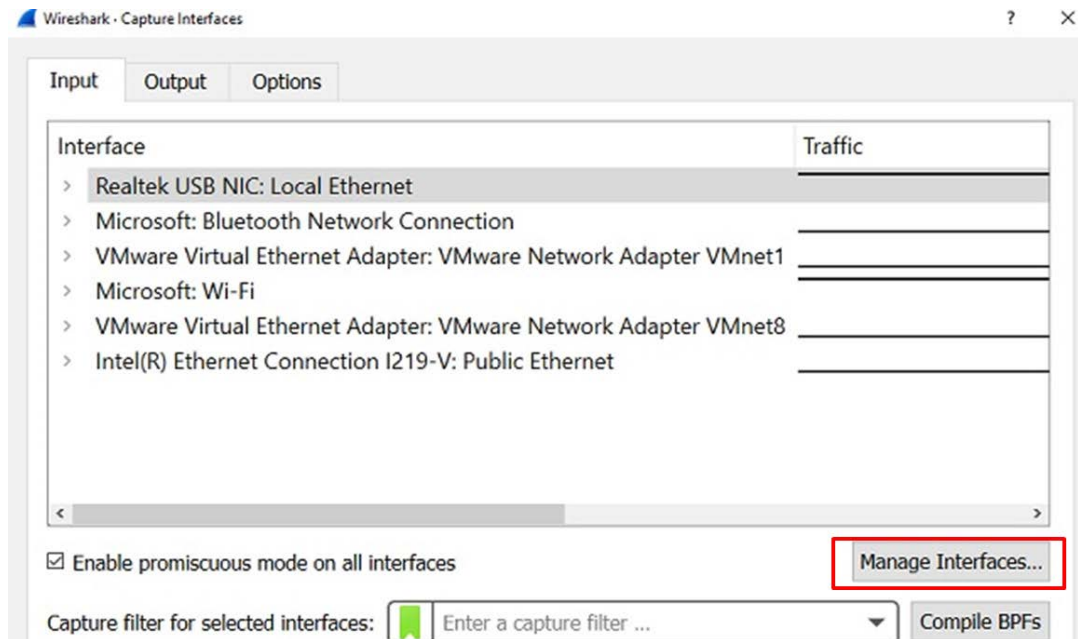 Wireshark · Capture Interfaces
Input Output Options
Interface Traffic
Realtek USB NIC: Local Ethernet
Microsoft: Bluetooth Network Connection
VMware Virtual Ethernet Adapter: VMware Network Adapter VMnet1
Microsoft: Wi-Fi
VMware Virtual Ethernet Adapter: VMware Network Adapter VMnet8
Intel(R) Ethernet Connection I219-V: Public Ethernet
Enable promiscuous mode on all interfaces Manage Interfaces...
Capture filter for selected interfaces: Enter a capture filter ... Compile BPFs